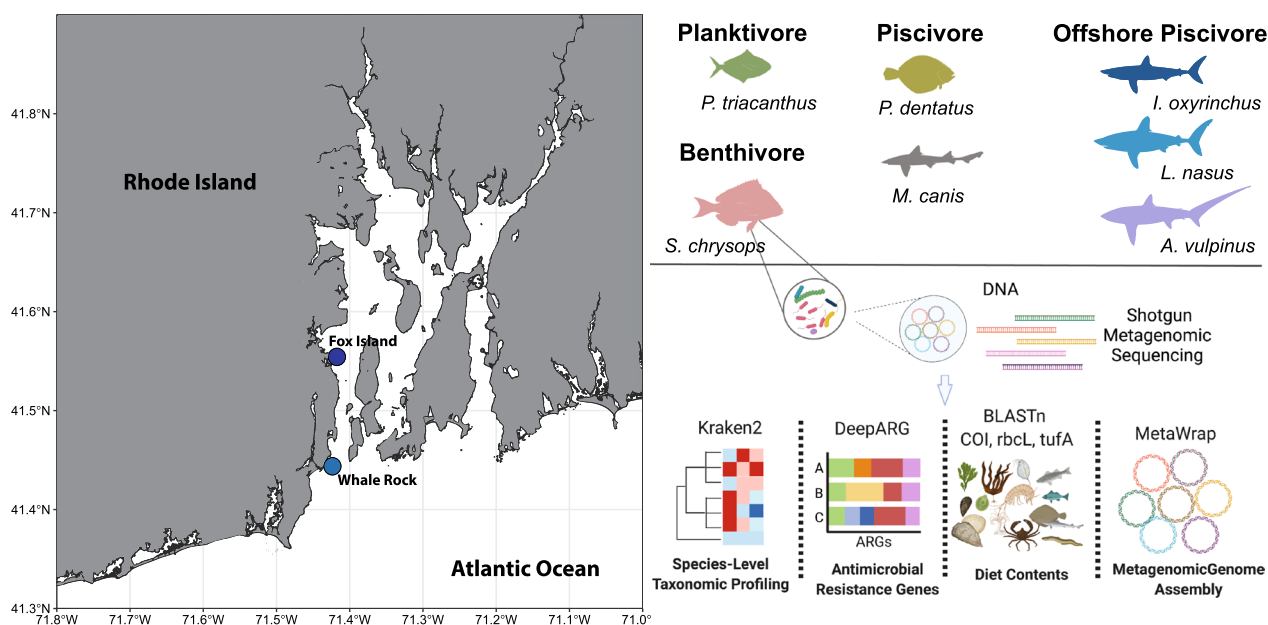 41.8°N
41.7°N
41.6°N
41.5°N
41.4°N
41.3°N
71.8°W
71.7°W
71.6°W
71.5°W
71.4°W
71.3°W
71.2°W
71.1°W
71.0°
Rhode Island
Fox Island
Whale Rock
Atlantic Ocean
Planktivore
P. triacanthus
Piscivore
P. dentatus
M. canis
Offshore Piscivore
I. oxyrinchus
L. nasus
A. vulpinus
Benthivore
S. chrysops
DNA
Shotgun
Metagenomic
Sequencing
Kraken2
Species-Level
Taxonomic Profiling
DeepARG
A
B
C
ARGs
Antimicrobial
Resistance Genes
BLASTn
COI, rbcL, tufA
Diet Contents
MetaWrap
MetagenomicGenome
Assembly